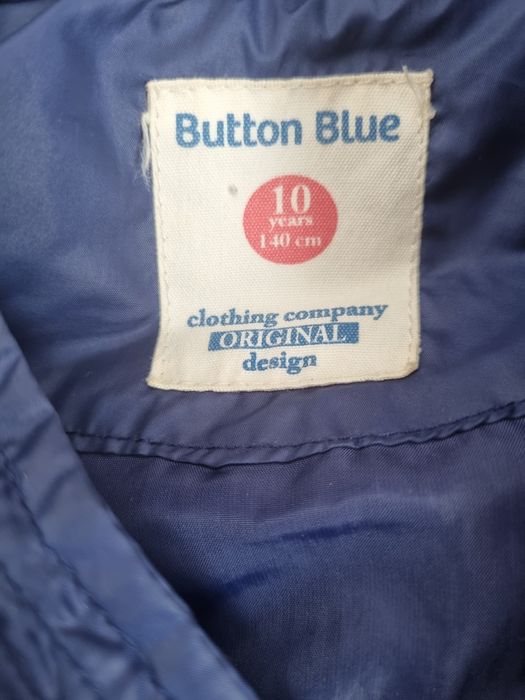 Button Blue
10
years
140 cm
clothing company
ORIGINAL
design